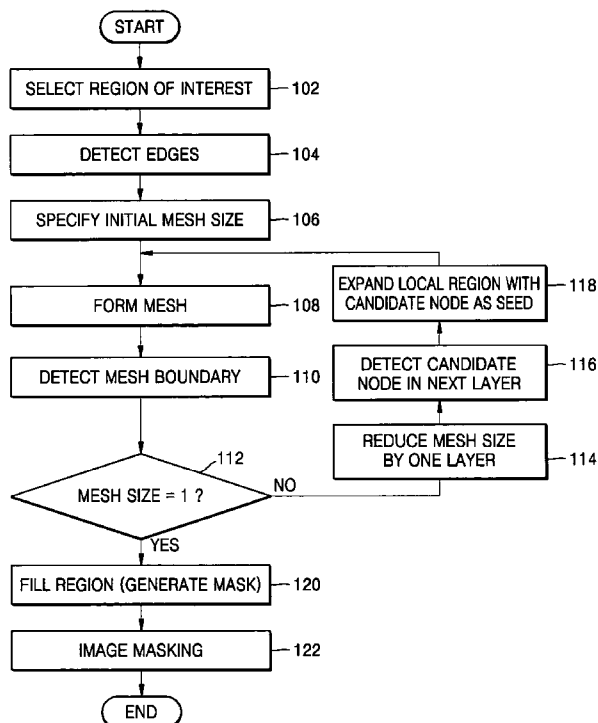 START
SELECT REGION OF INTEREST
102
DETECT EDGES
104
SPECIFY INITIAL MESH SIZE
106
EXPAND LOCAL REGION WITH
CANDIDATE NODE AS SEED
118
FORM MESH
108
DETECT CANDIDATE
NODE IN NEXT LAYER
116
DETECT MESH BOUNDARY
110
REDUCE MESH SIZE
BY ONE LAYER
114
112
MESH SIZE = 1 ?
NO
YES
FILL REGION (GENERATE MASK)
120
IMAGE MASKING
122
END